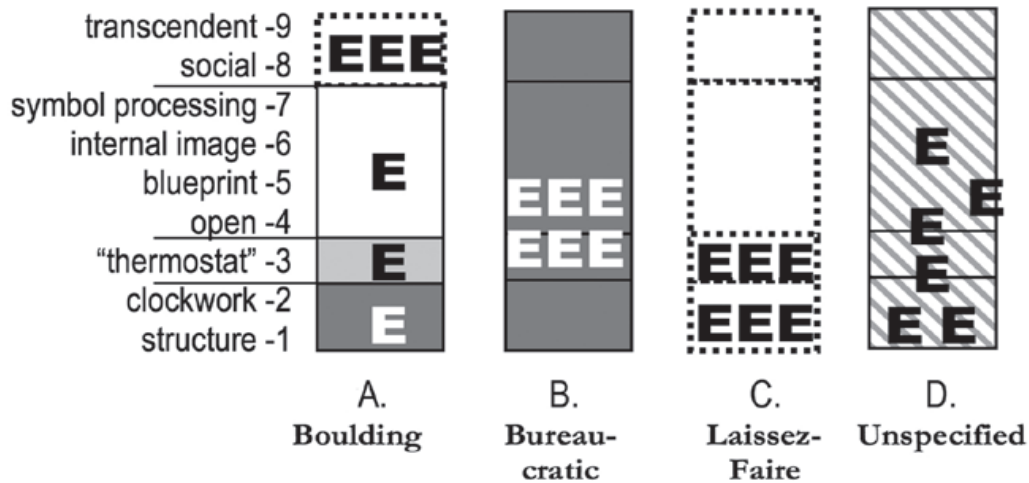 transcendent -9
social -8
symbol processing -7
internal image -6
blueprint -5
open -4
“thermostat” -3
clockwork -2
structure -1
EEE
E
E
E
EEE
EEE
EEE
EEE
E
E
E
E
E E
A.
Boulding
B.
Bureau-
cratic
C.
Laissez-
Faire
D.
Unspecified